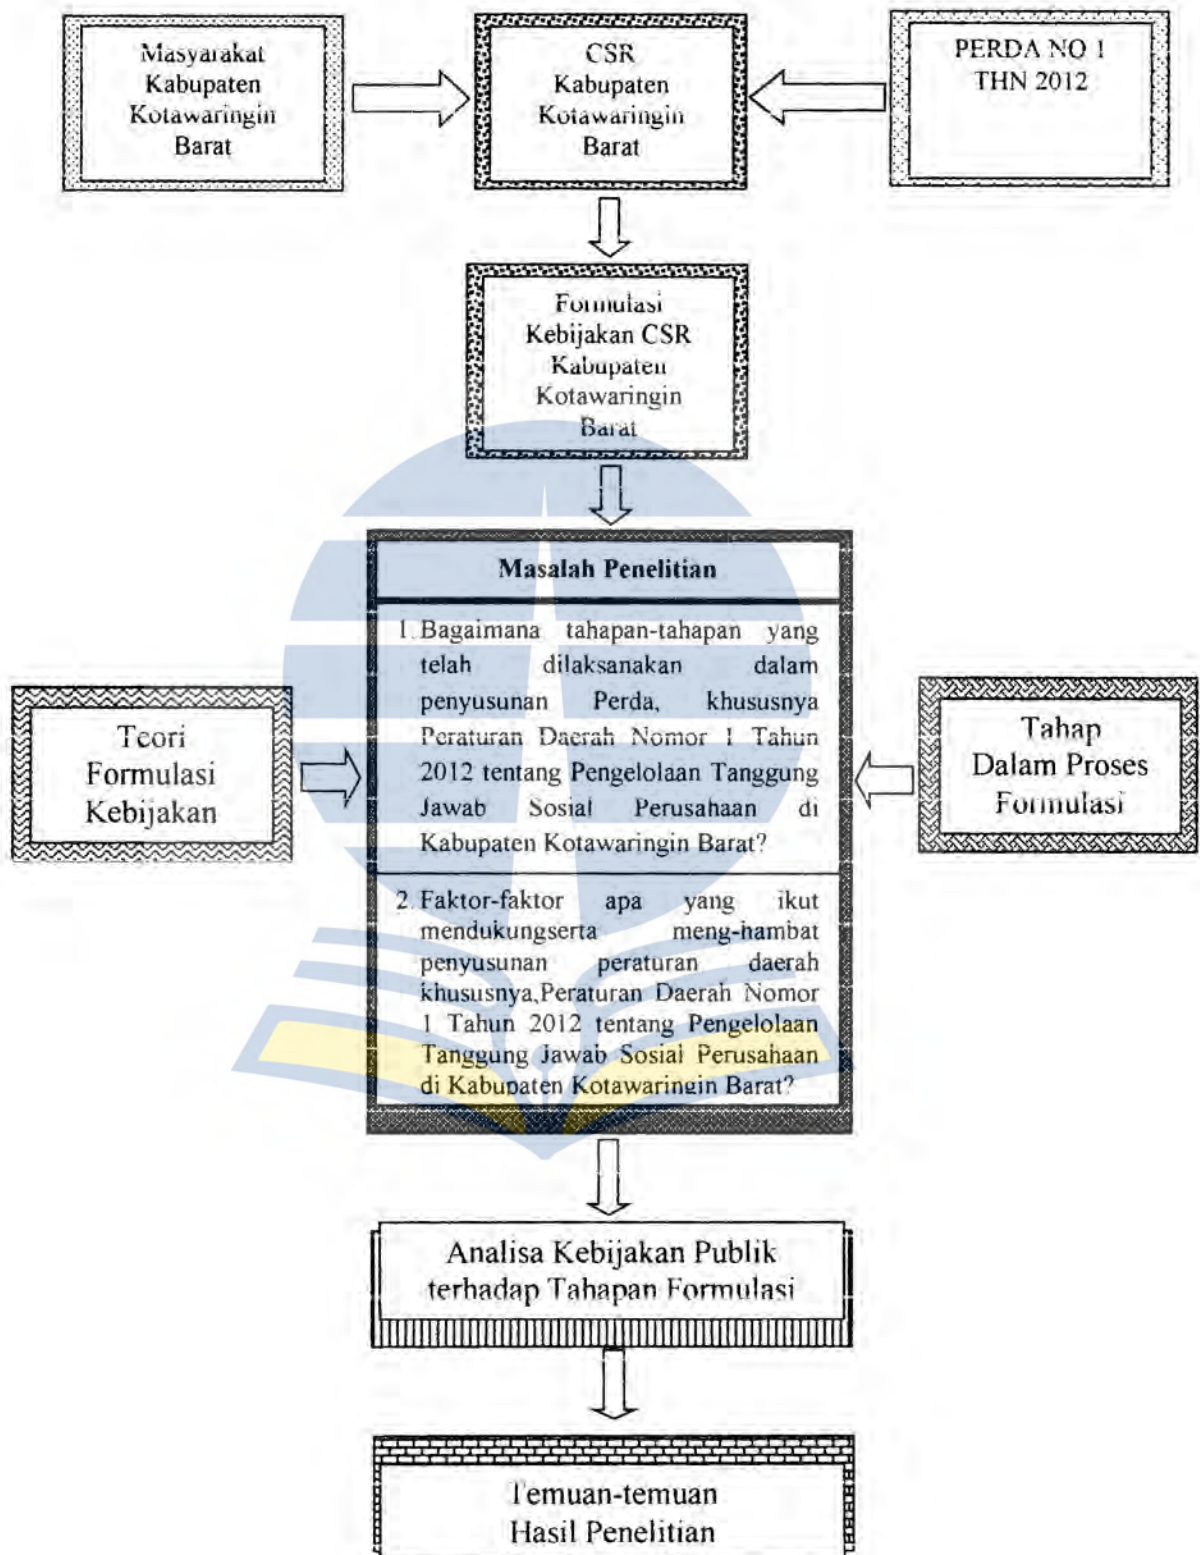 Masyarakat
Kabupaten
Kotawaringin
Barat
CSR
Kabupaten
Kotawaringin
Barat
PERDA NO 1
THN 2012
Formulasi
Kebijakan CSR
Kabupaten
Kotawaringin
Barat
Masalah Penelitian
1. Bagaimana tahapan-tahapan yang
telah dilaksanakan dalam
penyusunan Perda, khususnya
Peraturan Daerah Nomor 1 Tahun
2012 tentang Pengelolaan Tanggung
Jawab Sosial Perusahaan di
Kabupaten Kotawaringin Barat?
2. Faktor-faktor apa yang ikut
mendukungserta meng-hambat
penyusunan peraturan daerah
khususnya,Peraturan Daerah Nomor
1 Tahun 2012 tentang Pengelolaan
Tanggung Jawab Sosial Perusahaan
di Kabupaten Kotawaringin Barat?
Teori
Formulasi
Kebijakan
Tahap
Dalam Proses
Formulasi
Analisa Kebijakan Publik
terhadap Tahapan Formulasi
Temuan-temuan
Hasil Penelitian